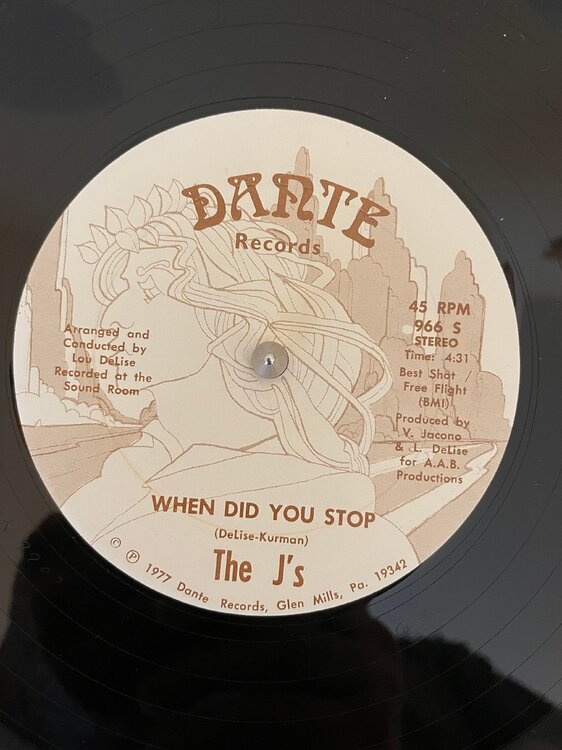 DANTE
Records
Arranged and
Conducted by
Lou DeLise
Recorded at the
Sound Room
45 RPM
966 S
STEREO
Time: 4:31
Best Shot /
Free Flight
(BMI)
Produced by
V. Jacono
& L. DeLise
for A.A.B.
Productions
WHEN DID YOU STOP
(DeLise-Kurman)
The J's
© ℗ 1977 Dante Records, Glen Mills, Pa. 19342